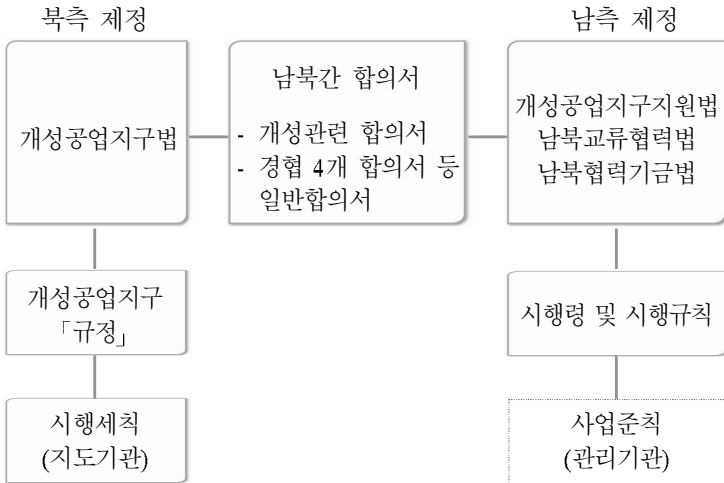 북측 제정
남측 제정
개성공업지구법
남북간 합의서
- 개성관련 합의서
- 경협 4개 합의서 등
일반합의서
개성공업지구지원법
남북교류협력법
남북협력기금법
개성공업지구
「규정」
시행령 및 시행규칙
시행세칙
(지도기관)
사업준칙
(관리기관)